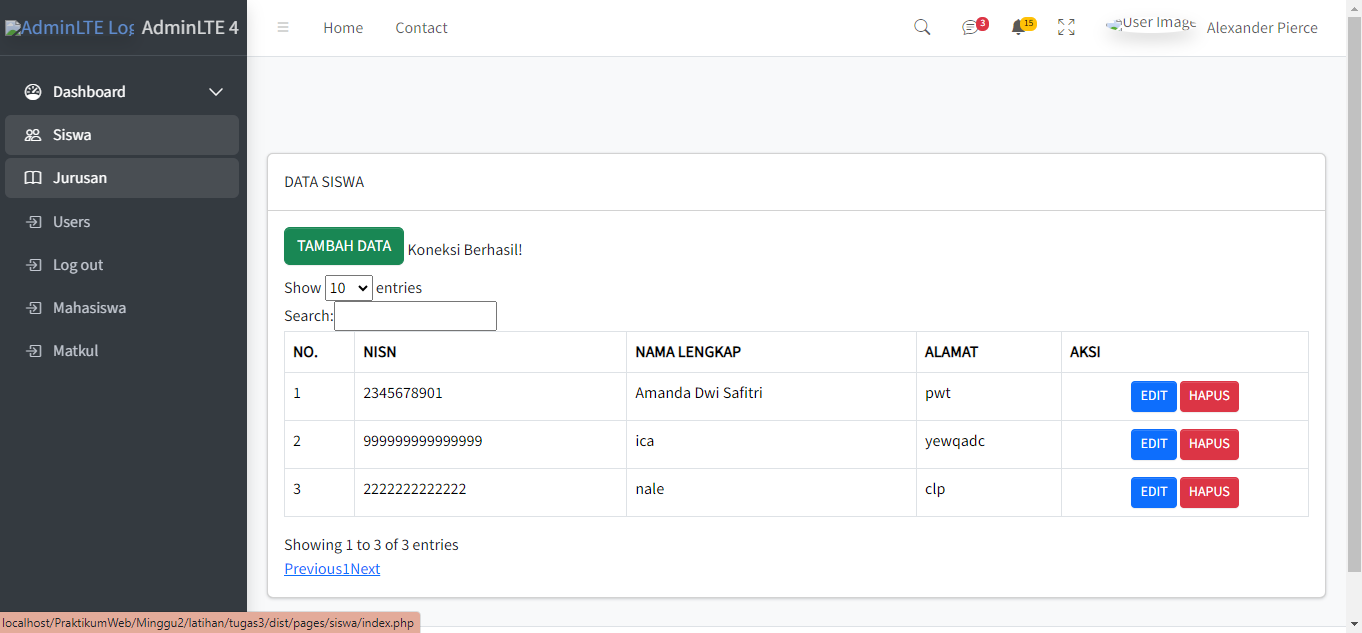 AdminLTE Log AdminLTE 4
Home Contact 3 15 User Image Alexander Pierce
Dashboard
Siswa
Jurusan
Users
Log out
Mahasiswa
Matkul
DATA SISWA
TAMBAH DATA Koneksi Berhasil!
Show 10 entries
Search:
NO. NISN NAMA LENGKAP ALAMAT AKSI
1 2345678901 Amanda Dwi Safitri pwt EDIT HAPUS
2 999999999999999 ica yewqadc EDIT HAPUS
3 2222222222222 nale clp EDIT HAPUS
Showing 1 to 3 of 3 entries
Previous1Next
localhost/PraktikumWeb/Minggu2/latihan/tugas3/dist/pages/siswa/index.php